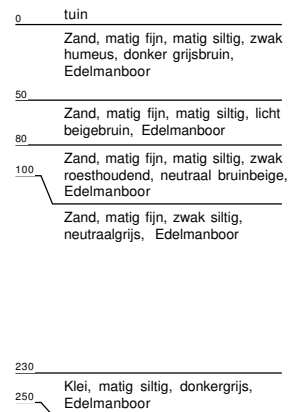 0 tuin
Zand, matig fijn, matig siltig, zwak
humeus, donker grijsbruin,
Edelmanboor
50
Zand, matig fijn, matig siltig, licht
beigebruin, Edelmanboor
80
Zand, matig fijn, matig siltig, zwak
100 roesthoudend, neutraal bruinbeige,
Edelmanboor
Zand, matig fijn, zwak siltig,
neutraalgrijs, Edelmanboor
230
Klei, matig siltig, donkergrijs,
250 Edelmanboor